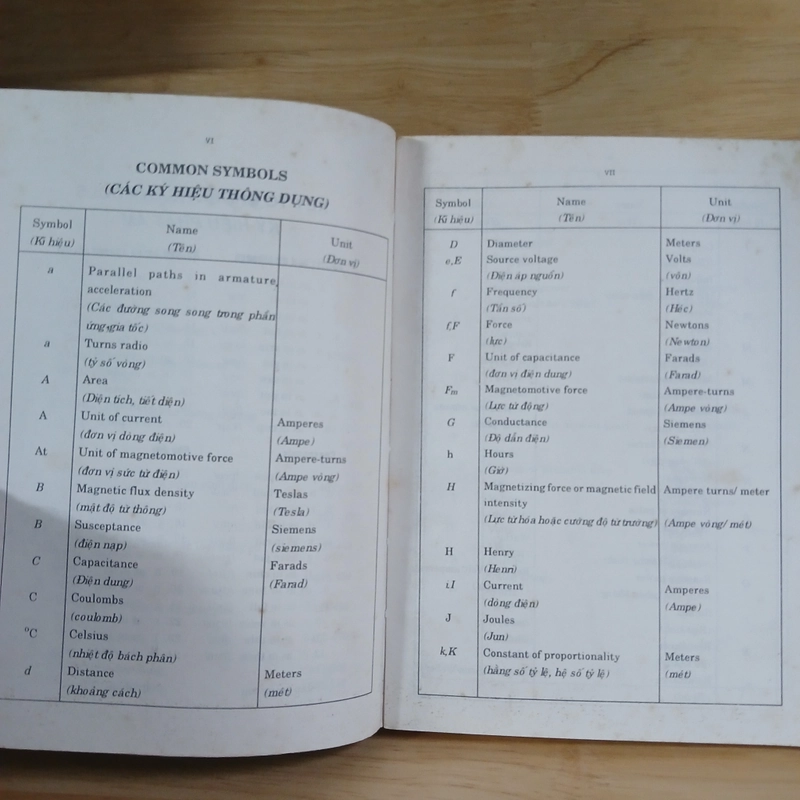 VI
COMMON SYMBOLS
(CÁC KÝ HIỆU THÔNG DỤNG)
Symbol Name Unit
(Kí hiệu) (Tên) (Đơn vị)
a Parallel paths in armature,
acceleration
(Các đường song song trong phần
ứng,gia tốc)
a Turns radio
(tỷ số vòng)
A Area
(Diện tích, tiết diện)
A Unit of current Amperes
(đơn vị dòng điện) (Ampe)
At Unit of magnetomotive force Ampere-turns
(đơn vị sức từ điện) (Ampe vòng)
B Magnetic flux density Teslas
(mật độ từ thông) (Tesla)
B Susceptance Siemens
(điện nạp) (siemens)
C Capacitance Farads
(Điện dung) (Farad)
C Coulombs
(coulomb)
°C Celsius
(nhiệt độ bách phân)
d Distance Meters
(khoảng cách) (mét)
VII
Symbol Name Unit
(Kí hiệu) (Tên) (Đơn vị)
D Diameter Meters
e,E Source voltage Volta
(Điện áp nguồn) (vôn)
f Frequency Hertz
(Tần số) (Héc)
f,F Force Newtons
(lực) (Newton)
F Unit of capacitance Farads
(đơn vị điện dung) (Farad)
Fm Magnetomotive force Ampere-turns
(Lực từ động) (Ampe vòng)
G Conductance Siemens
(Độ dẫn điện) (Siemen)
h Hours
(Giờ)
H Magnetizing force or magnetic field Ampere turns/ meter
intensity
(Lực từ hóa hoặc cường độ từ trường) (Ampe vòng/ mét)
H Henry
(Henri)
i.I Current Amperes
(dòng điện) (Ampe)
J Joules
(Jun)
k,K Constant of proportionality Meters
(hằng số tỷ lệ, hệ số tỷ lệ) (mét)